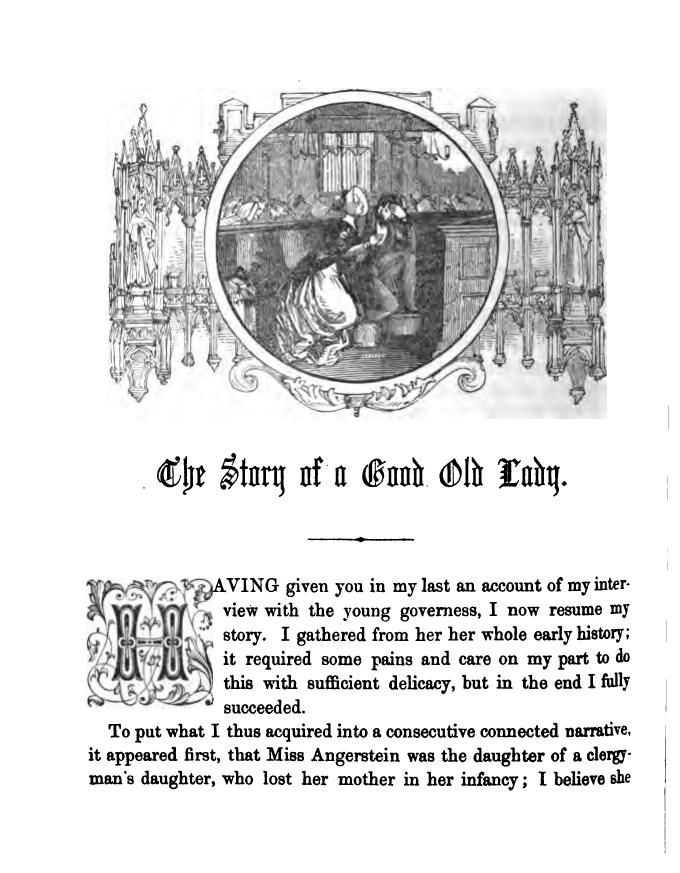 The Story of a Good Old Lady.
HAVING given you in my last an account of my inter-
view with the young governess, I now resume my
story. I gathered from her her whole early history;
it required some pains and care on my part to do
this with sufficient delicacy, but in the end I fully
succeeded.
To put what I thus acquired into a consecutive connected narrative,
it appeared first, that Miss Angerstein was the daughter of a clergy-
man's daughter, who lost her mother in her infancy; I believe she